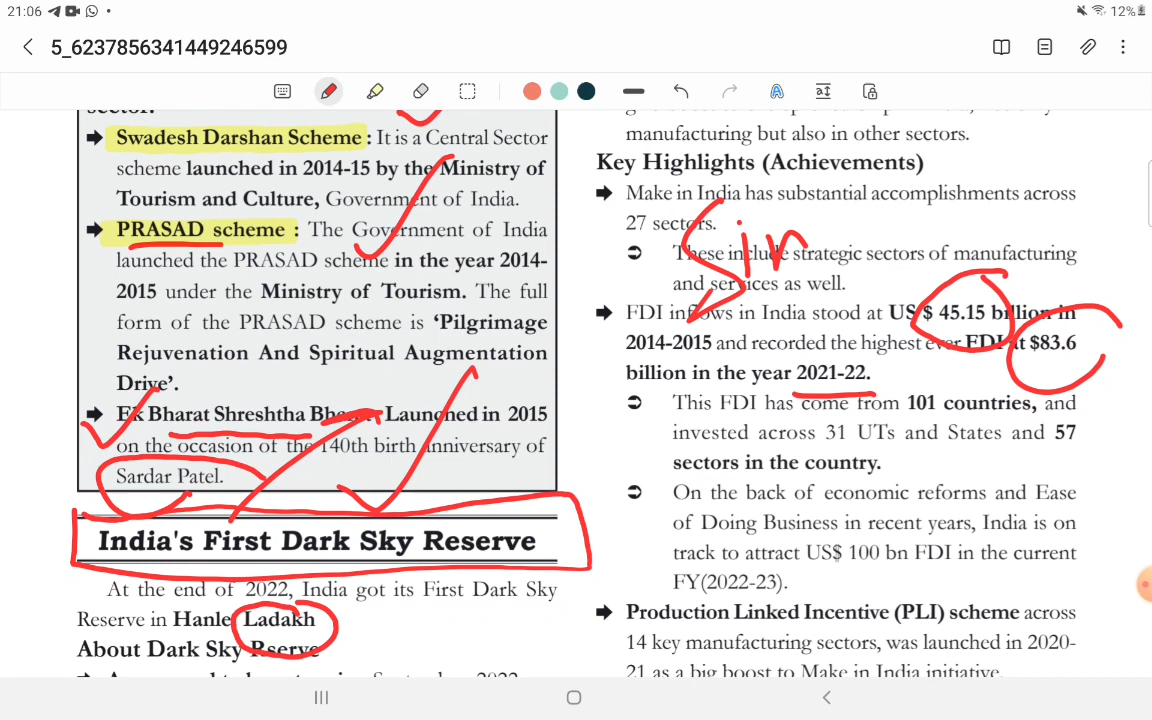 21:06
12%
5_6237856341449246599
sector.
➜ Swadesh Darshan Scheme : It is a Central Sector
scheme launched in 2014-15 by the Ministry of
Tourism and Culture, Government of India.
➜ PRASAD scheme : The Government of India
launched the PRASAD scheme in the year 2014-
2015 under the Ministry of Tourism. The full
form of the PRASAD scheme is ‘Pilgrimage
Rejuvenation And Spiritual Augmentation
Drive’.
➜ Ek Bharat Shreshtha Bharat: Launched in 2015
on the occasion of the 140th birth anniversary of
Sardar Patel.
India's First Dark Sky Reserve
At the end of 2022, India got its First Dark Sky
Reserve in Hanle Ladakh
About Dark Sky Rserve
manufacturing but also in other sectors.
Key Highlights (Achievements)
➜ Make in India has substantial accomplishments across
27 sectors.
These include strategic sectors of manufacturing
and services as well.
Sir
➜ FDI inflows in India stood at US $ 45.15 billion in
2014-2015 and recorded the highest ever FDI at $83.6
billion in the year 2021-22.
This FDI has come from 101 countries, and
invested across 31 UTs and States and 57
sectors in the country.
On the back of economic reforms and Ease
of Doing Business in recent years, India is on
track to attract US$ 100 bn FDI in the current
FY(2022-23).
➜ Production Linked Incentive (PLI) scheme across
14 key manufacturing sectors, was launched in 2020-
21 as a big boost to Make in India initiative.